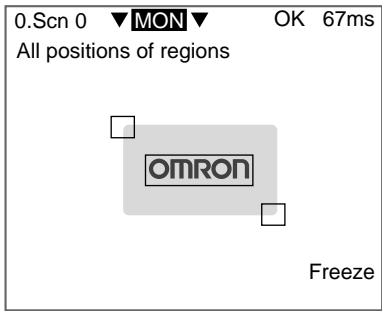 0.Scn 0 ▼MON▼ OK 67ms
All positions of regions
OMRON
Freeze